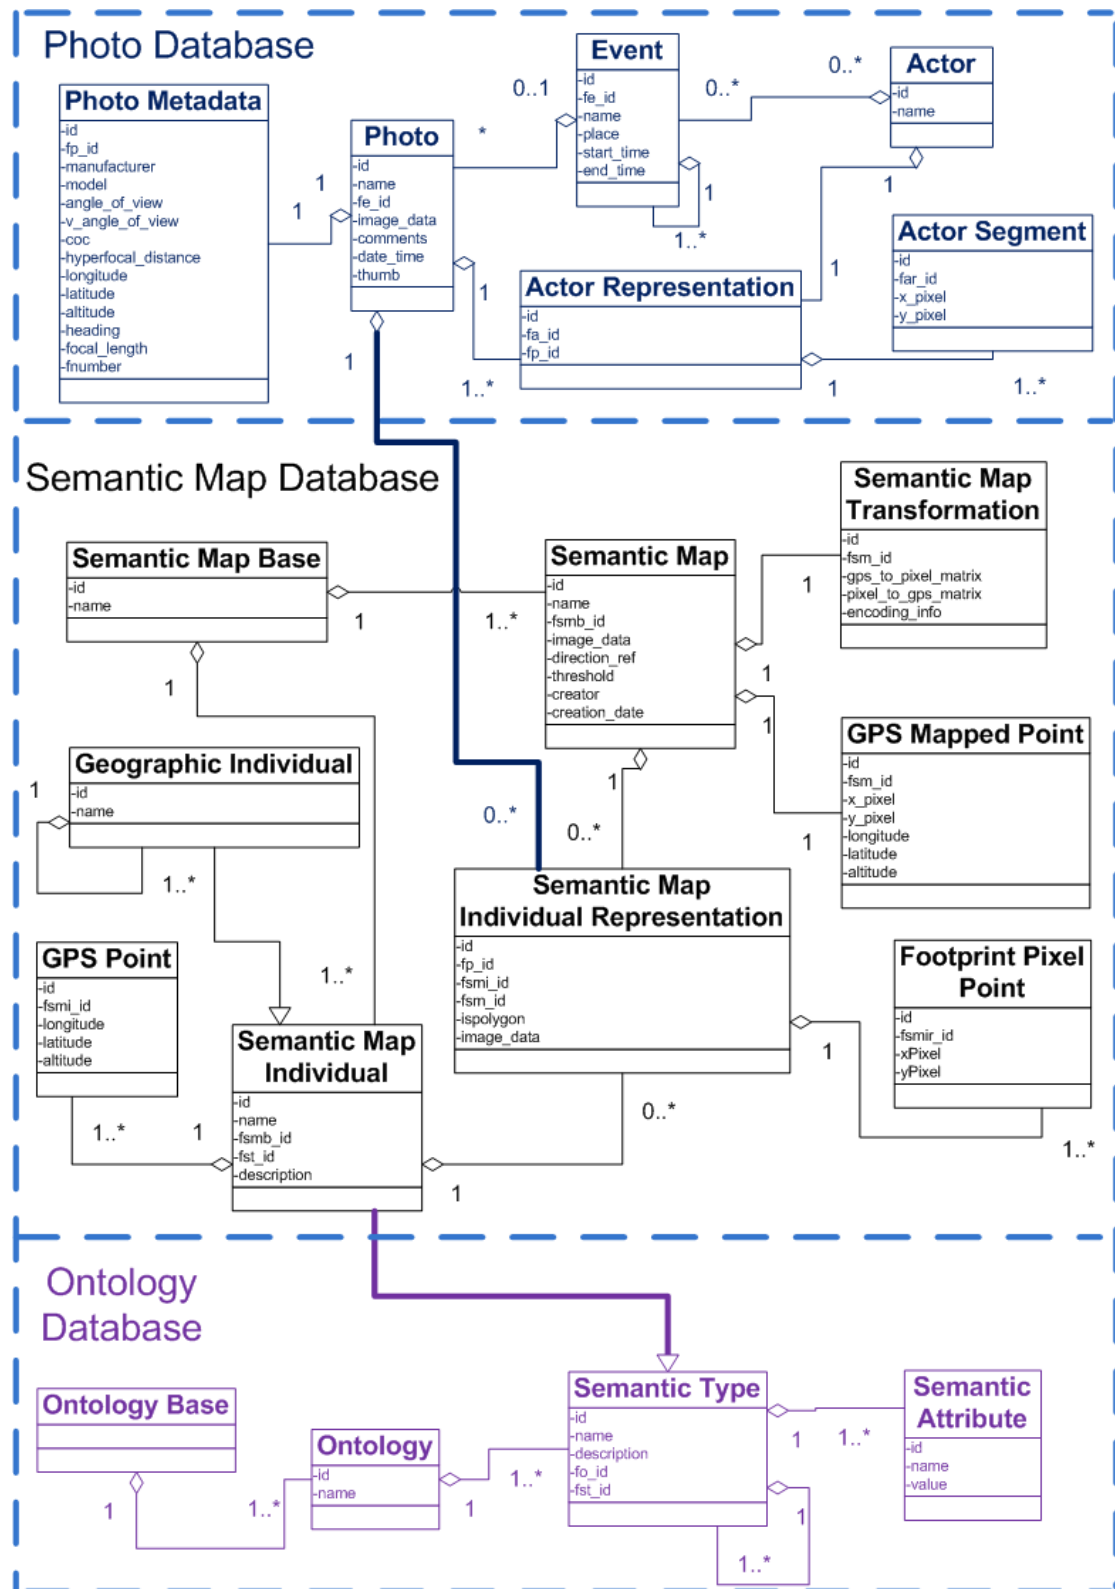 Photo Database
Photo Metadata
-id
-fp_id
-manufacturer
-model
-angle_of_view
-v_angle_of_view
-coc
-hyperfocal_distance
-longitude
-latitude
-altitude
-heading
-focal_length
-fnumber
1
1
Photo
-id
-name
-fe_id
-image_data
-comments
-date_time
-thumb
*
0..1
Event
-id
-fe_id
-name
-place
-start_time
-end_time
1
1..*
0..*
0..*
Actor
-id
-name
1
1
Actor Representation
-id
-fa_id
-fp_id
1
1..*
Actor Segment
-id
-far_id
-x_pixel
-y_pixel
1
1..*
1
Semantic Map Database
Semantic Map Base
-id
-name
1
1..*
Semantic Map
-id
-name
-fsmb_id
-image_data
-direction_ref
-threshold
-creator
-creation_date
Semantic Map
Transformation
-id
-fsm_id
-gps_to_pixel_matrix
-pixel_to_gps_matrix
-encoding_info
1
1
1
GPS Mapped Point
-id
-fsm_id
-x_pixel
-y_pixel
-longitude
-latitude
-altitude
1
1
Geographic Individual
-id
-name
1
1..*
1
0..*
0..*
Semantic Map
Individual Representation
-id
-fp_id
-fsmi_id
-fsm_id
-ispolygon
-image_data
GPS Point
-id
-fsmi_id
-longitude
-latitude
-altitude
1..*
1
1..*
Semantic Map
Individual
-id
-name
-fsmb_id
-fst_id
-description
1
0..*
Footprint Pixel
Point
-id
-fsmir_id
-xPixel
-yPixel
1
1..*
Ontology
Database
Ontology Base
1
1..*
Ontology
-id
-name
1
1..*
Semantic Type
-id
-name
-description
-fo_id
-fst_id
1
1..*
1
1..*
Semantic
Attribute
-id
-name
-value